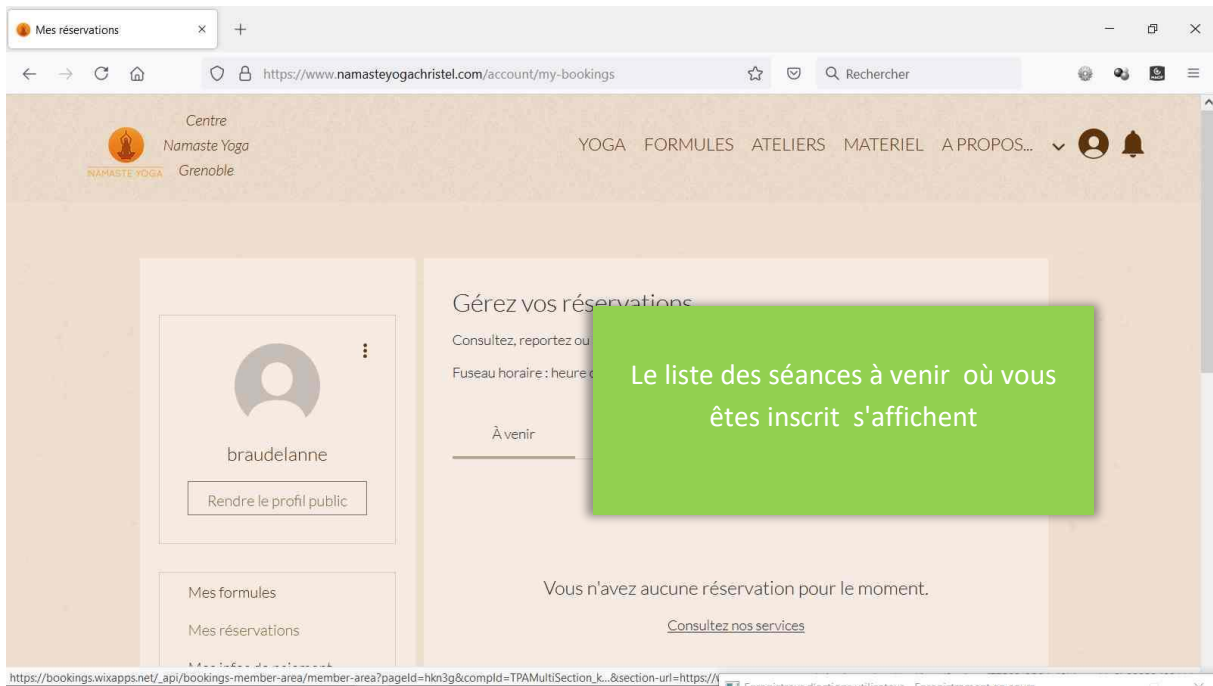 Mes réservations
https://www.namasteyogachristel.com/account/my-bookings
Rechercher
Centre
Namaste Yoga
Grenoble
NAMASTE YOGA
YOGA FORMULES ATELIERS MATERIEL A PROPOS...
Gérez vos réservations
Consultez, reportez ou
Fuseau horaire : heure
Le liste des séances à venir où vous
êtes inscrit s'affichent
À venir
braudelanne
Rendre le profil public
Vous n'avez aucune réservation pour le moment.
Consultez nos services
Mes formules
Mes réservations
Mes infos de paiement
https://bookings.wixapps.net/_api/bookings-member-area/member-area?pageId=hkn3g&compId=TPAMultiSection_k...&section-url=https://